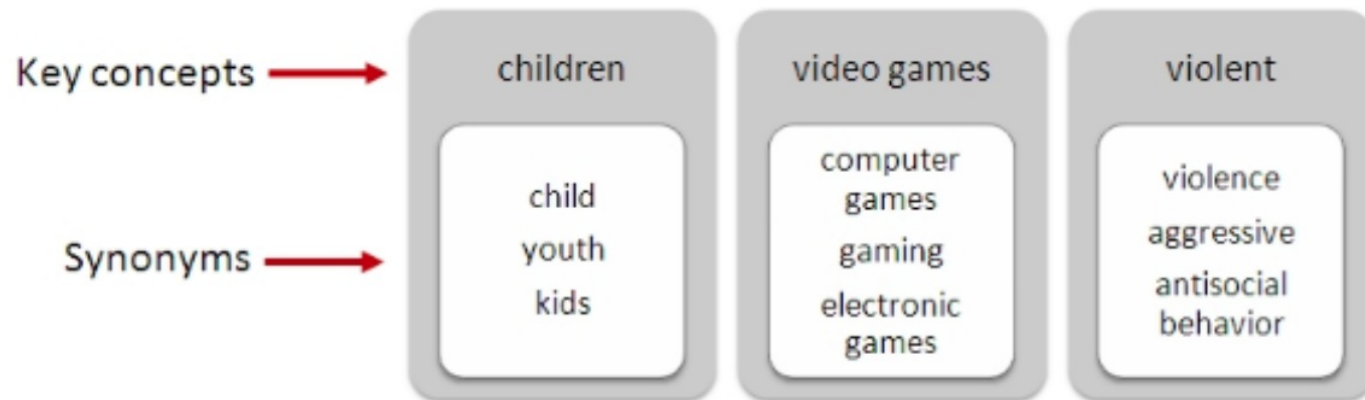 Key concepts
children
video games
violent
Synonyms
child
youth
kids
computer
games
gaming
electronic
games
violence
aggressive
antisocial
behavior